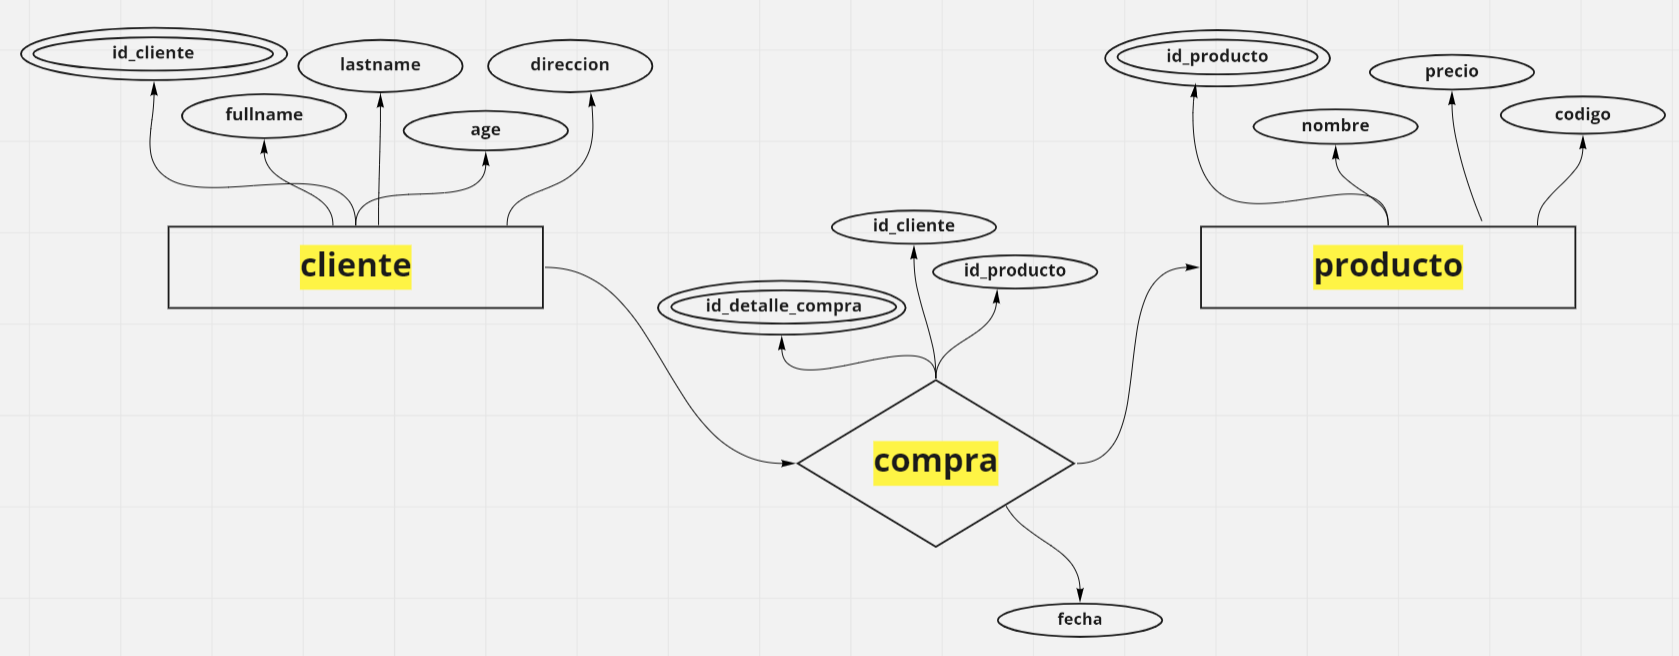 id_cliente
lastname
direccion
fullname
age
cliente
id_producto
precio
nombre
codigo
producto
id_cliente
id_producto
id_detalle_compra
compra
fecha